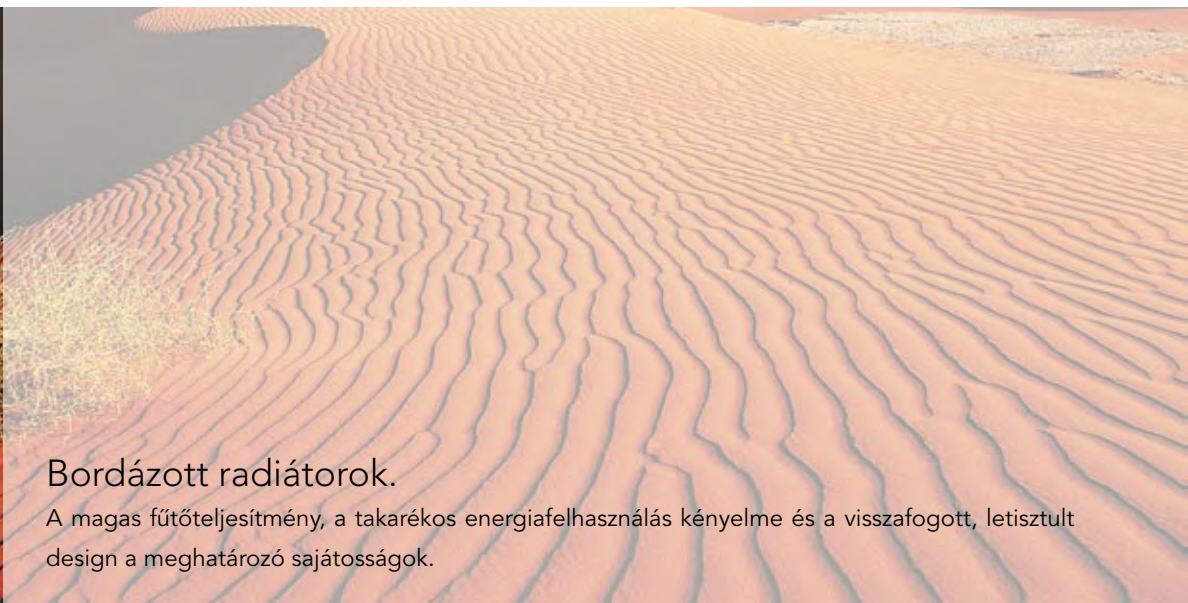 Bordázott radiátorok.
A magas fűtőteljesítmény, a takarékos energiafelhasználás kényelme és a visszafogott, letisztult
design a meghatározó sajátosságok.